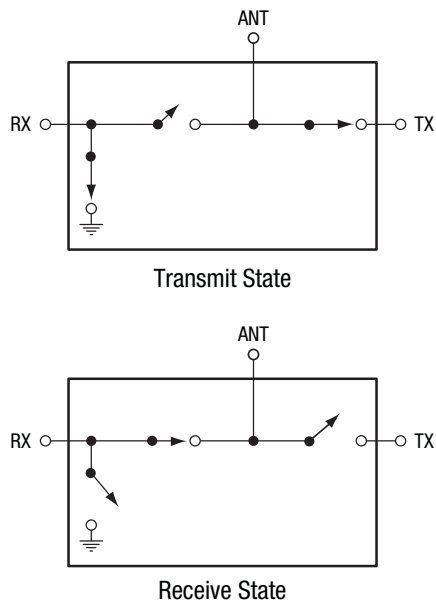 ANT
RX
TX
Transmit State
ANT
RX
TX
Receive State